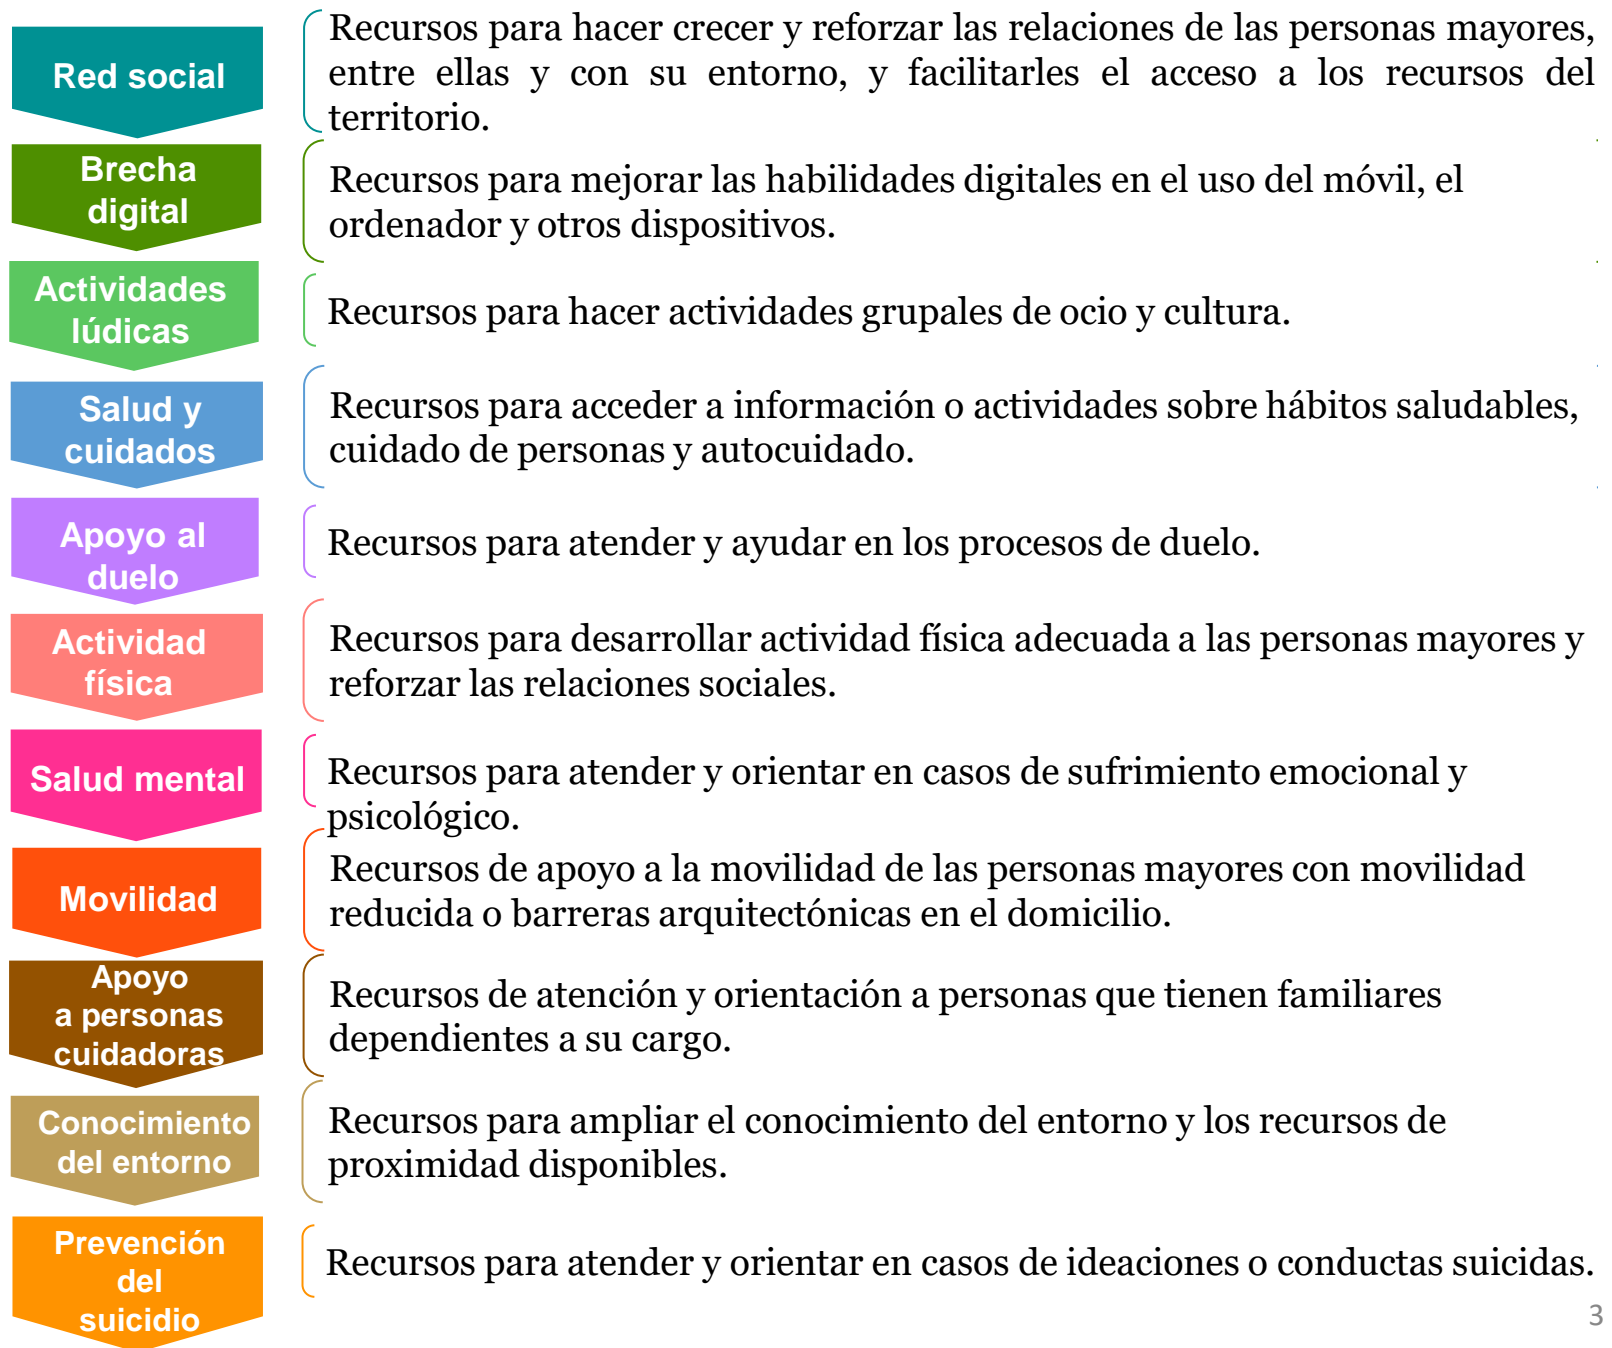 Red social
Recursos para hacer crecer y reforzar las relaciones de las personas mayores,
entre ellas y con su entorno, y facilitarles el acceso a los recursos del
territorio.
Brecha
digital
Recursos para mejorar las habilidades digitales en el uso del móvil, el
ordenador y otros dispositivos.
Actividades
lúdicas
Recursos para hacer actividades grupales de ocio y cultura.
Salud y
cuidados
Recursos para acceder a información o actividades sobre hábitos saludables,
cuidado de personas y autocuidado.
Apoyo al
duelo
Recursos para atender y ayudar en los procesos de duelo.
Actividad
física
Recursos para desarrollar actividad física adecuada a las personas mayores y
reforzar las relaciones sociales.
Salud mental
Recursos para atender y orientar en casos de sufrimiento emocional y
psicológico.
Movilidad
Recursos de apoyo a la movilidad de las personas mayores con movilidad
reducida o barreras arquitectónicas en el domicilio.
Apoyo
a personas
cuidadoras
Recursos de atención y orientación a personas que tienen familiares
dependientes a su cargo.
Conocimiento
del entorno
Recursos para ampliar el conocimiento del entorno y los recursos de
proximidad disponibles.
Prevención
del
suicidio
Recursos para atender y orientar en casos de ideaciones o conductas suicidas.
3